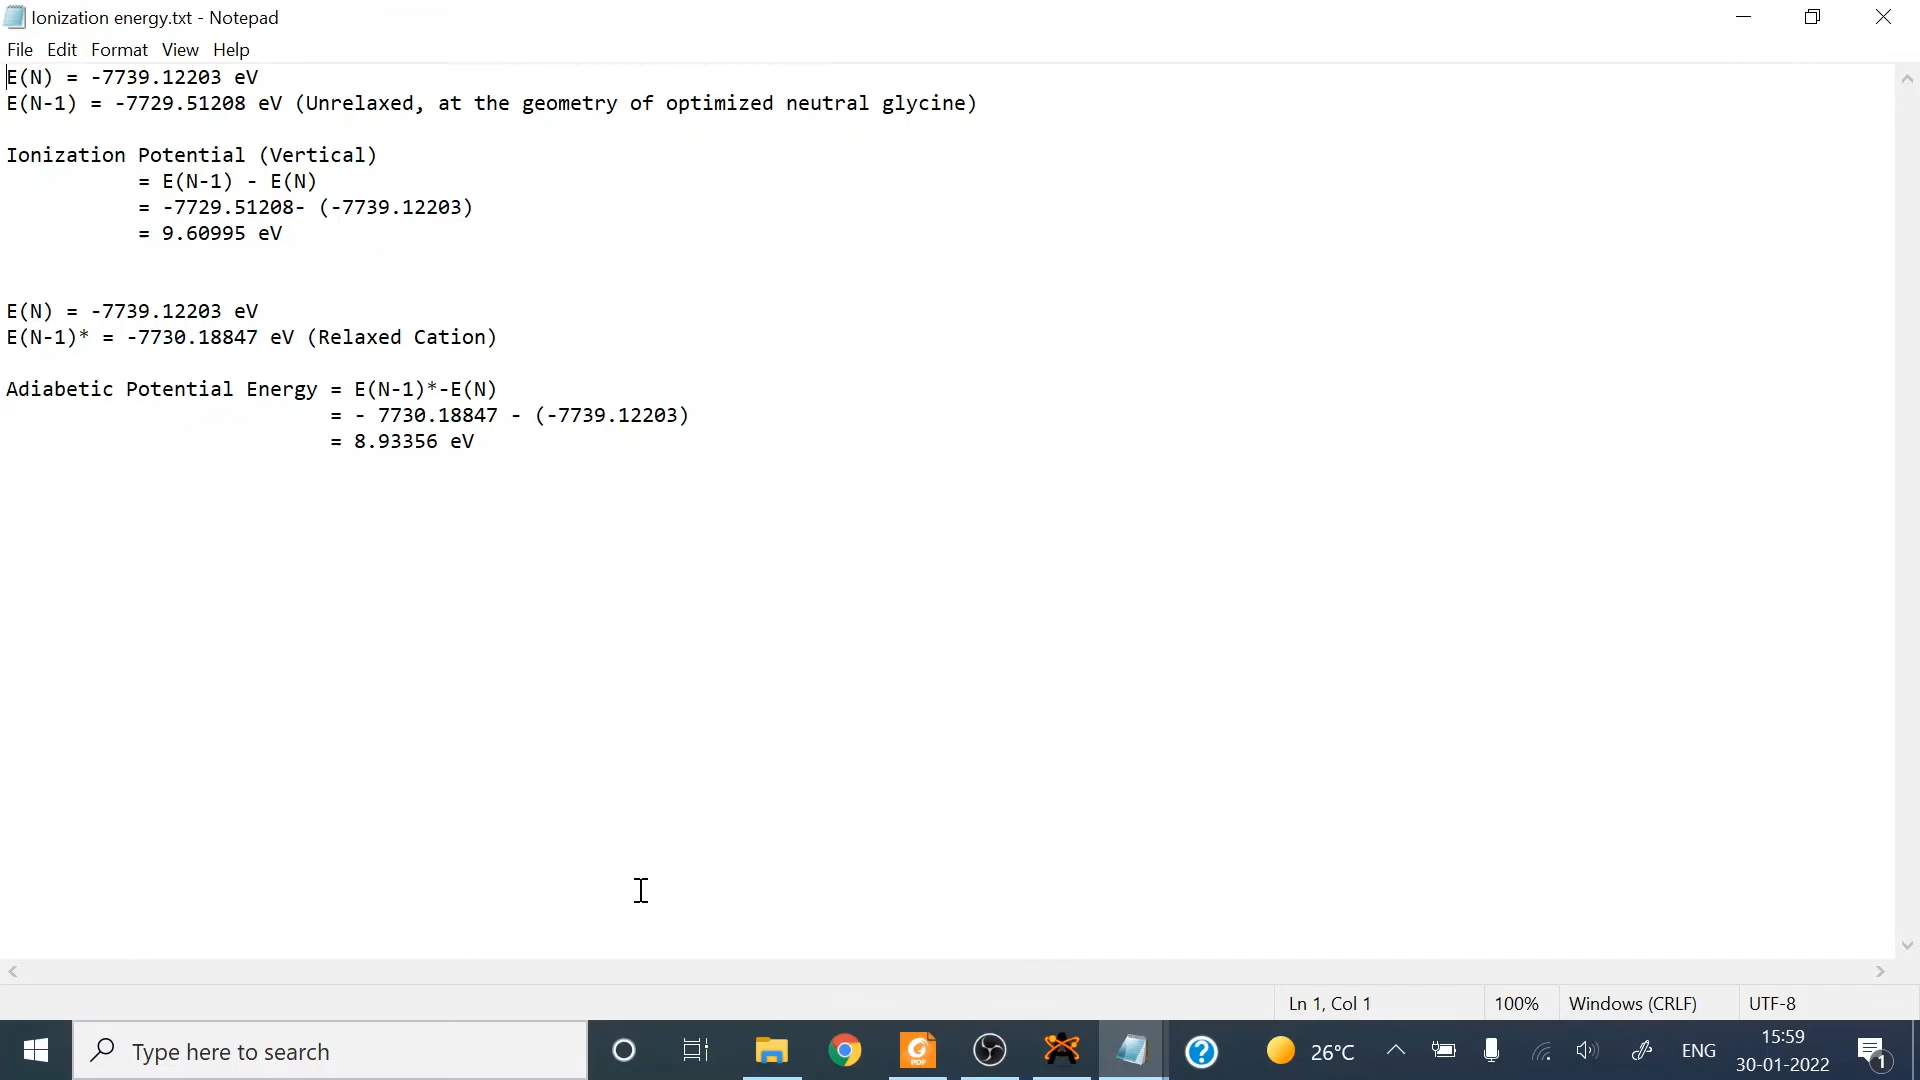 Ionization energy.txt - Notepad
File Edit Format View Help
E(N) = -7739.12203 eV
E(N-1) = -7729.51208 eV (Unrelaxed, at the geometry of optimized neutral glycine)
Ionization Potential (Vertical)
= E(N-1) - E(N)
= -7729.51208- (-7739.12203)
= 9.60995 eV
E(N) = -7739.12203 eV
E(N-1)* = -7730.18847 eV (Relaxed Cation)
Adiabetic Potential Energy = E(N-1)*-E(N)
= - 7730.18847 - (-7739.12203)
= 8.93356 eV
Ln 1, Col 1
100%
Windows (CRLF)
UTF-8
Type here to search
PDF
26°C
ENG
15:59
30-01-2022
1